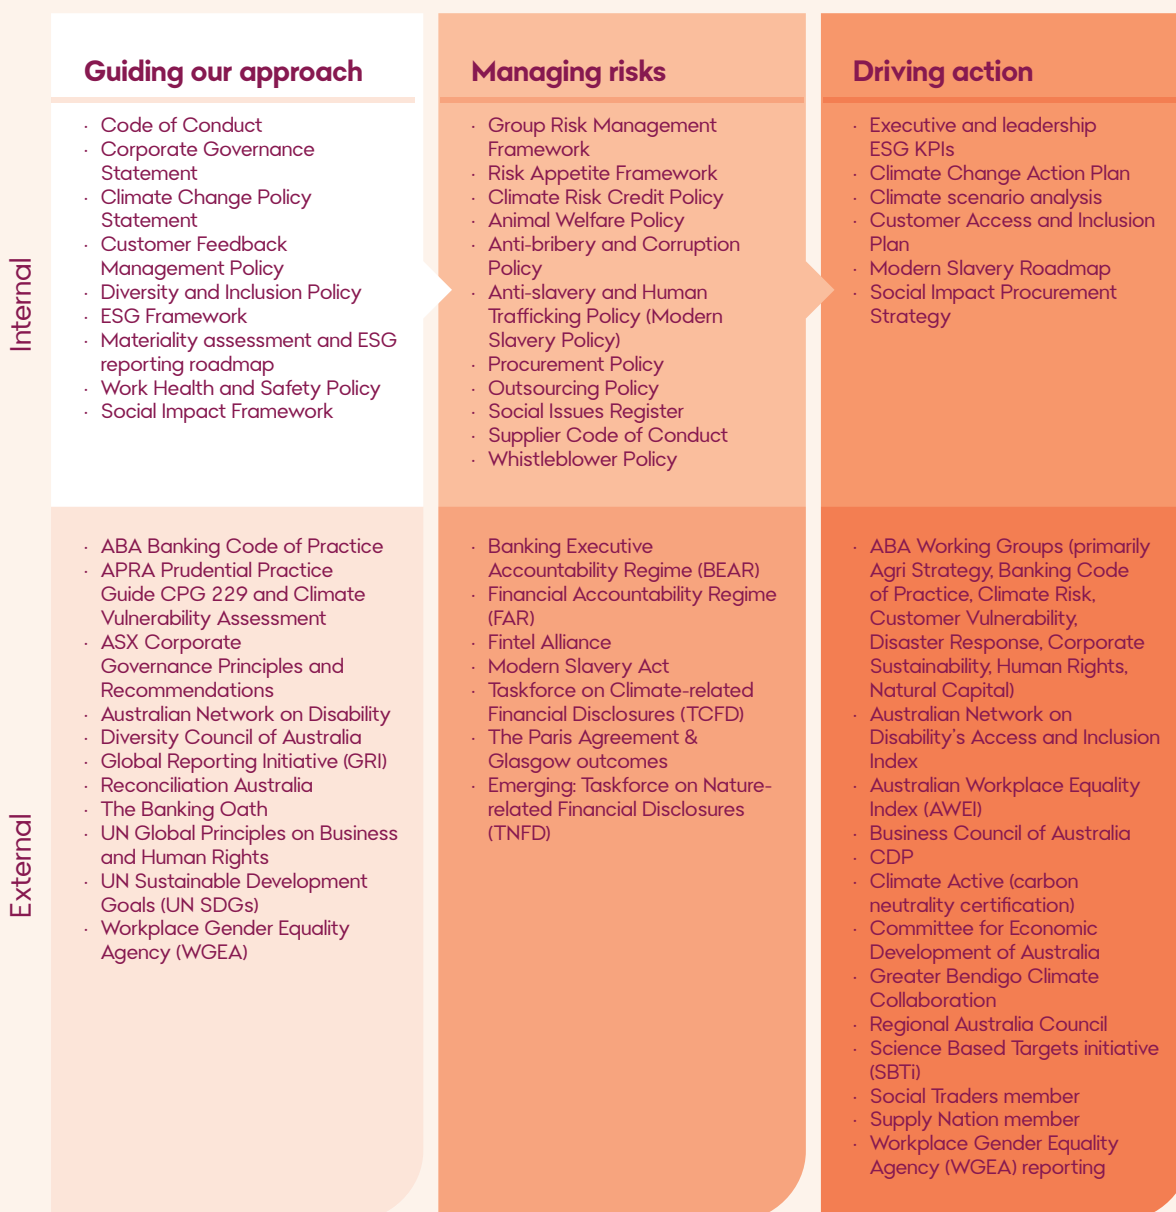 Guiding our approach
Internal
· Code of Conduct
· Corporate Governance
Statement
· Climate Change Policy
Statement
· Customer Feedback
Management Policy
· Diversity and Inclusion Policy
· ESG Framework
· Materiality assessment and ESG
reporting roadmap
· Work Health and Safety Policy
· Social Impact Framework
Managing risks
· Group Risk Management
Framework
· Risk Appetite Framework
· Climate Risk Credit Policy
· Animal Welfare Policy
· Anti-bribery and Corruption
Policy
· Anti-slavery and Human
Trafficking Policy (Modern
Slavery Policy)
· Procurement Policy
· Outsourcing Policy
· Social Issues Register
· Supplier Code of Conduct
· Whistleblower Policy
Driving action
· Executive and leadership
ESG KPIs
· Climate Change Action Plan
· Climate scenario analysis
· Customer Access and Inclusion
Plan
· Modern Slavery Roadmap
· Social Impact Procurement
Strategy
External
· ABA Banking Code of Practice
· APRA Prudential Practice
Guide CPG 229 and Climate
Vulnerability Assessment
· ASX Corporate
Governance Principles and
Recommendations
· Australian Network on Disability
· Diversity Council of Australia
· Global Reporting Initiative (GRI)
· Reconciliation Australia
· The Banking Oath
· UN Global Principles on Business
and Human Rights
· UN Sustainable Development
Goals (UN SDGs)
· Workplace Gender Equality
Agency (WGEA)
· Banking Executive
Accountability Regime (BEAR)
· Financial Accountability Regime
(FAR)
· Fintel Alliance
· Modern Slavery Act
· Taskforce on Climate-related
Financial Disclosures (TCFD)
· The Paris Agreement &
Glasgow outcomes
· Emerging: Taskforce on Nature-
related Financial Disclosures
(TNFD)
· ABA Working Groups (primarily
Agri Strategy, Banking Code
of Practice, Climate Risk,
Customer Vulnerability,
Disaster Response, Corporate
Sustainability, Human Rights,
Natural Capital)
· Australian Network on
Disability's Access and Inclusion
Index
· Australian Workplace Equality
Index (AWEI)
· Business Council of Australia
· CDP
· Climate Active (carbon
neutrality certification)
· Committee for Economic
Development of Australia
· Greater Bendigo Climate
Collaboration
· Regional Australia Council
· Science Based Targets initiative
(SBTi)
· Social Traders member
· Supply Nation member
· Workplace Gender Equality
Agency (WGEA) reporting